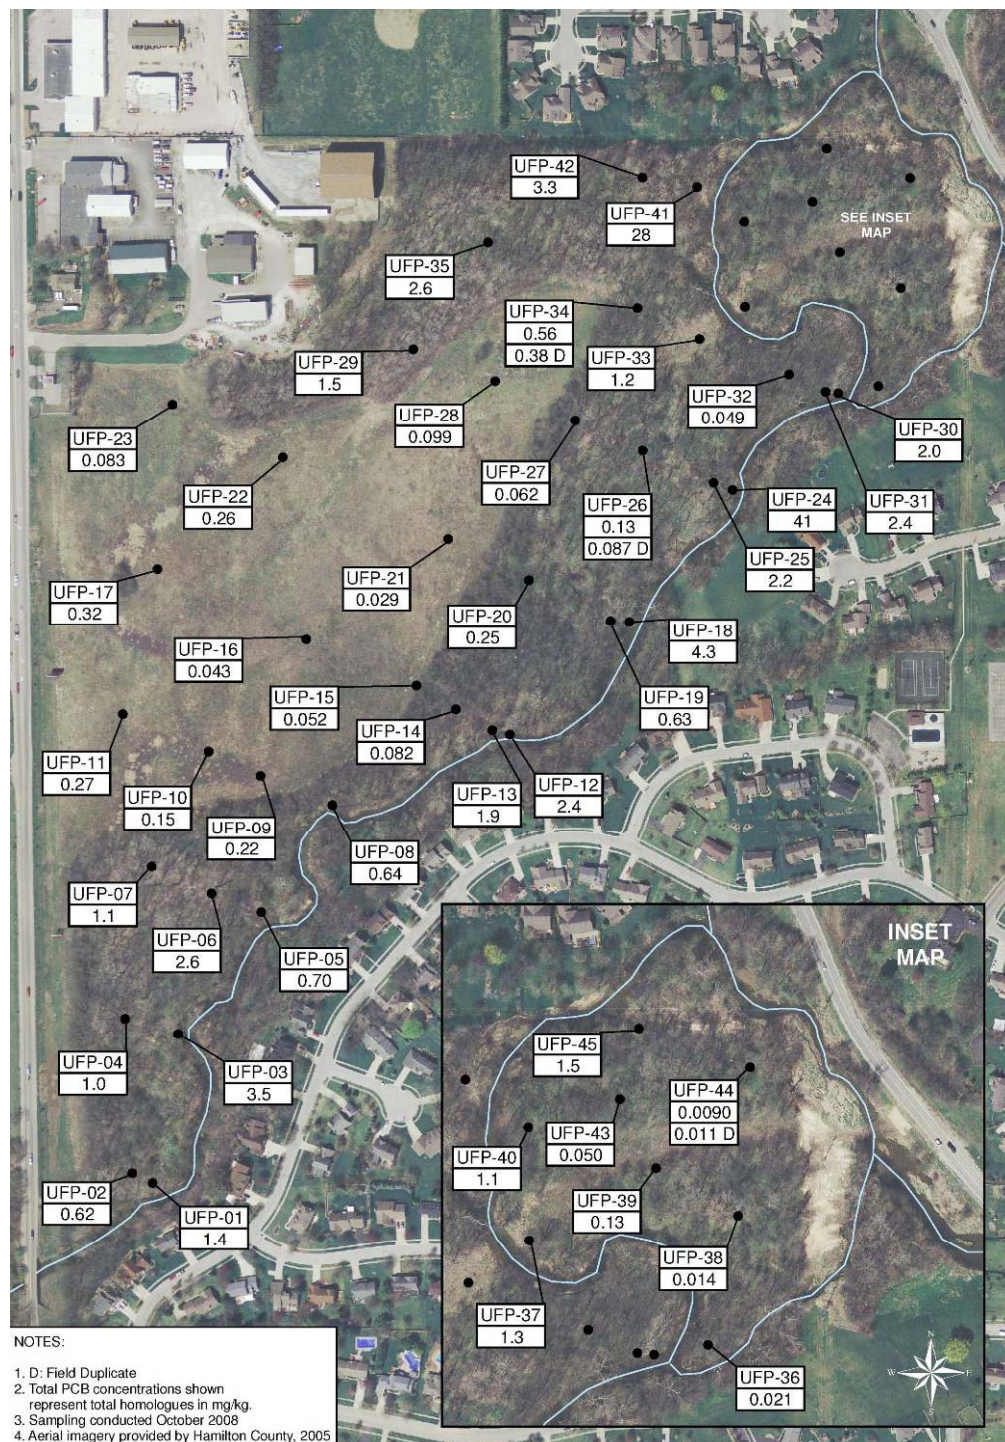 UFP-42
3.3
UFP-41
28
SEE INSET
MAP
UFP-35
2.6
UFP-34
0.56
0.38 D
UFP-33
1.2
UFP-29
1.5
UFP-32
0.049
UFP-28
0.099
UFP-30
2.0
UFP-23
0.083
UFP-27
0.062
UFP-22
0.26
UFP-26
0.13
0.087 D
UFP-24
41
UFP-31
2.4
UFP-25
2.2
UFP-21
0.029
UFP-17
0.32
UFP-20
0.25
UFP-18
4.3
UFP-16
0.043
UFP-15
0.052
UFP-19
0.63
UFP-14
0.082
UFP-11
0.27
UFP-10
0.15
UFP-13
1.9
UFP-12
2.4
UFP-09
0.22
UFP-08
0.64
UFP-07
1.1
UFP-06
2.6
UFP-05
0.70
UFP-04
1.0
UFP-03
3.5
UFP-02
0.62
UFP-01
1.4
INSET
MAP
UFP-45
1.5
UFP-44
0.0090
0.011 D
UFP-43
0.050
UFP-40
1.1
UFP-39
0.13
UFP-38
0.014
UFP-37
1.3
UFP-36
0.021
N
W
E
S
NOTES:
1. D: Field Duplicate
2. Total PCB concentrations shown
represent total homologues in mg/kg.
3. Sampling conducted October 2008
4. Aerial imagery provided by Hamilton County, 2005